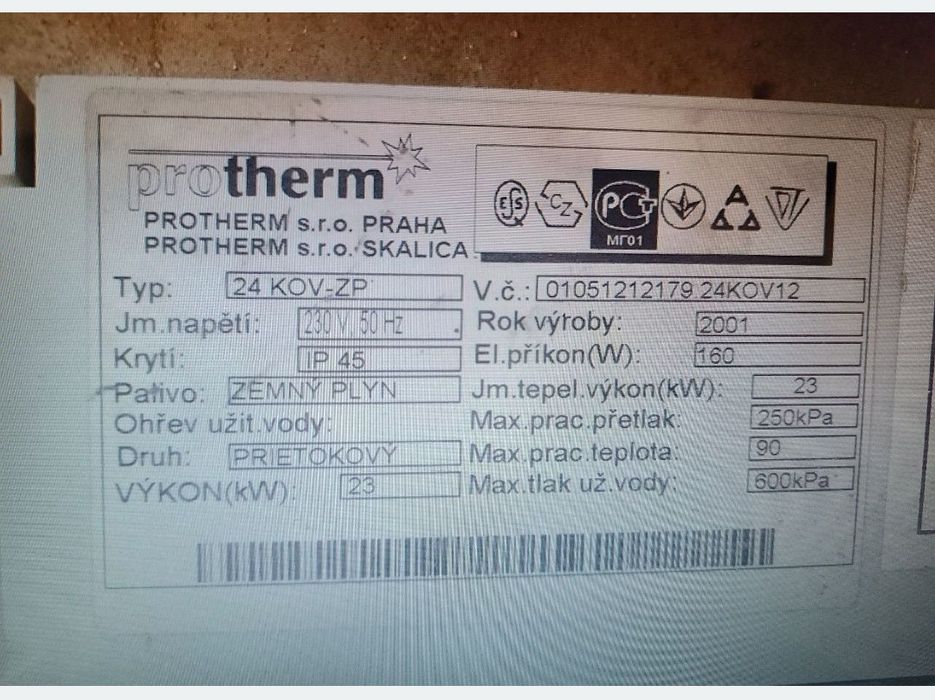 protherm
PROTHERM s.r.o. PRAHA
PROTHERM s.r.o. SKALICA
ESČ CZ PCT МГ01
Typ: 24 KOV-ZP V.č.: 01051212179 24KOV12
Jm.napětí: 230 V, 50 Hz Rok výroby: 2001
Krytí: IP 45 El.příkon(W): 160
Palivo: ZEMNÝ PLYN Jm.tepel.výkon(kW): 23
Ohřev užit.vody: Max.prac.přetlak: 250kPa
Druh: PRIETOKOVÝ Max.prac.teplota: 90
VÝKON(kW): 23 Max.tlak už.vody: 600kPa